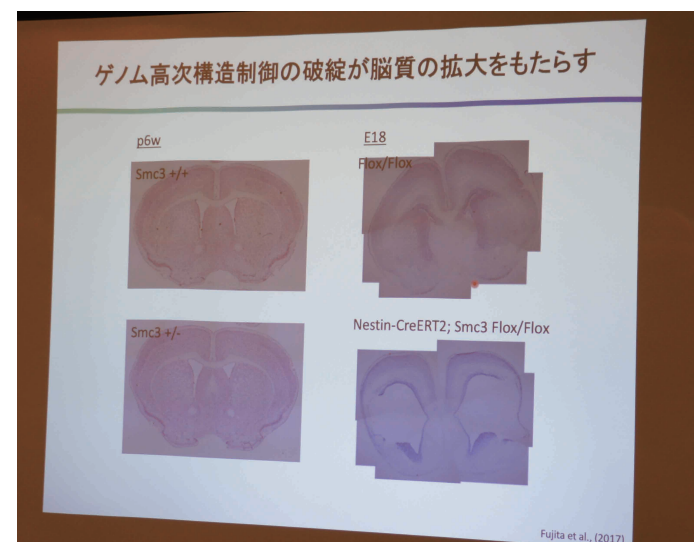 ゲノム高次構造制御の破綻が脳質の拡大をもたらす
p6w
E18
Smc3 +/+
Flox/Flox
Smc3 +/-
Nestin-CreERT2; Smc3 Flox/Flox
Fujita et al., (2017)